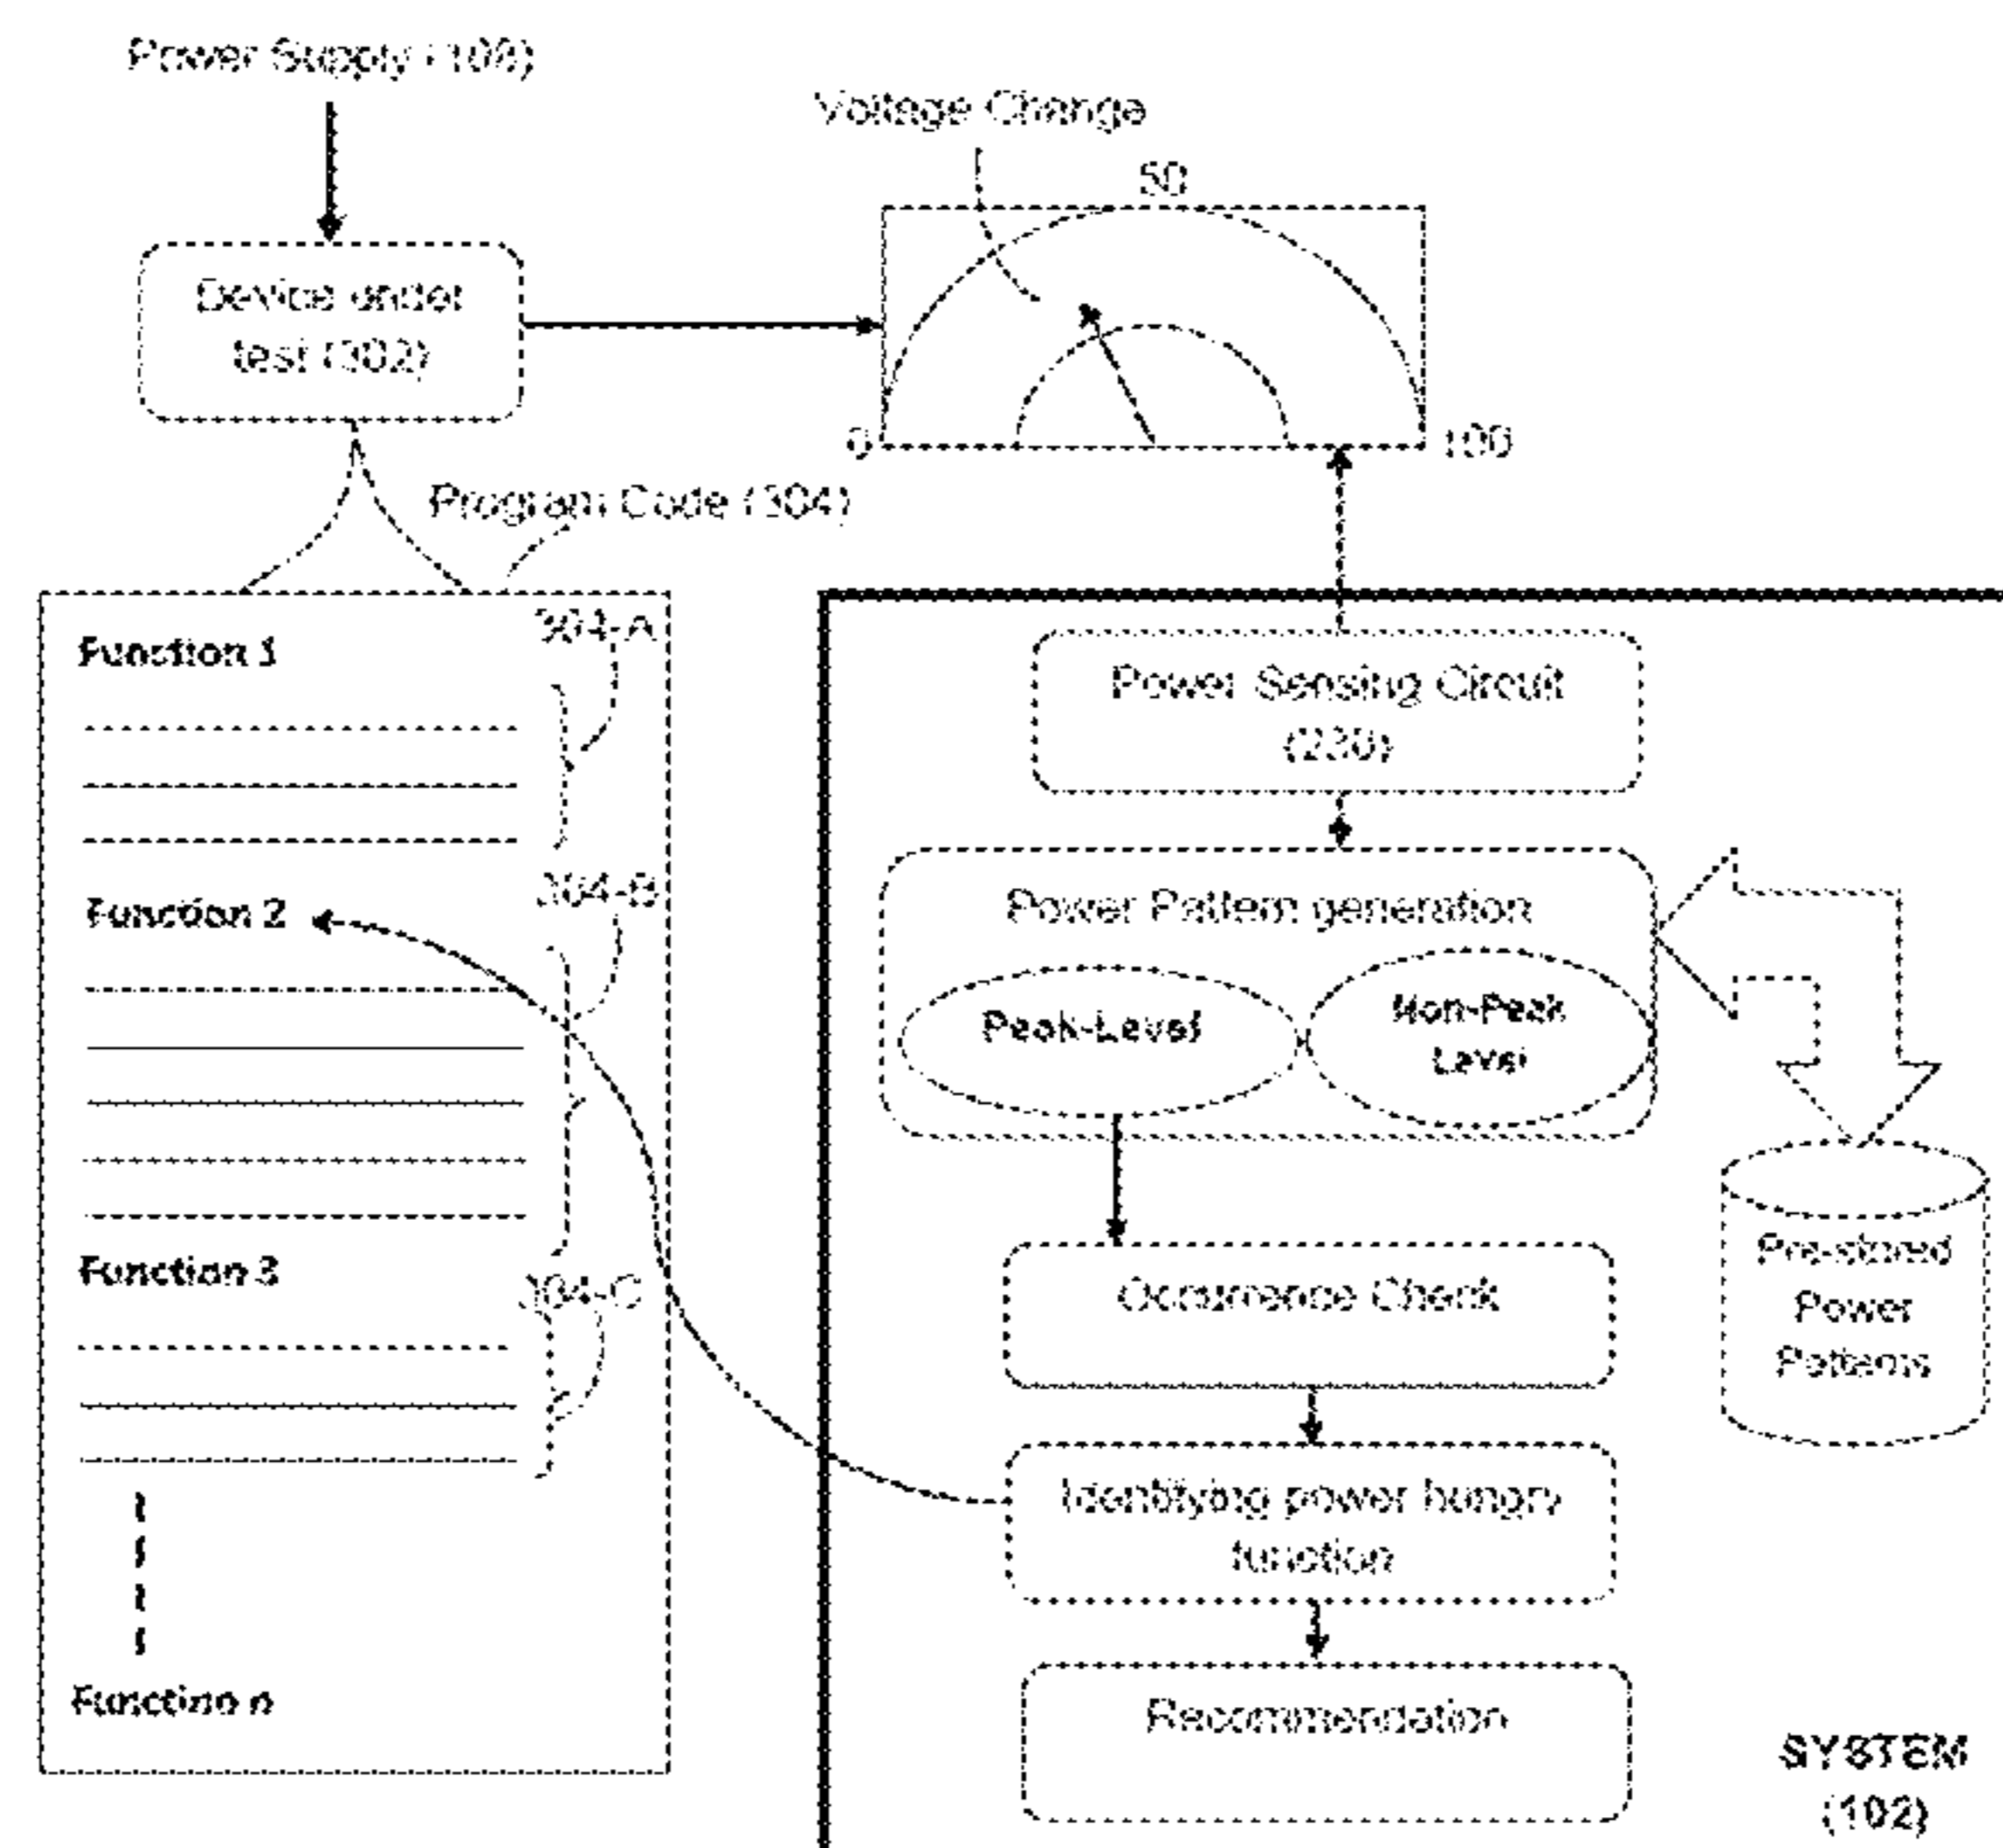 Power Supply (108)
Voltage Change
50
Device under
test (302)
0
100
Program Code (304)
304-A
Function 1
Power Sensing Circuit
(230)
304-B
Function 2
Power Pattern generation
Peak-Level
Non-Peak
Level
Function 3
304-C
Occurrence Check
Pre-stored
Power
Patterns
Identifying power hungry
function
Function n
Recommendation
SYSTEM
(102)